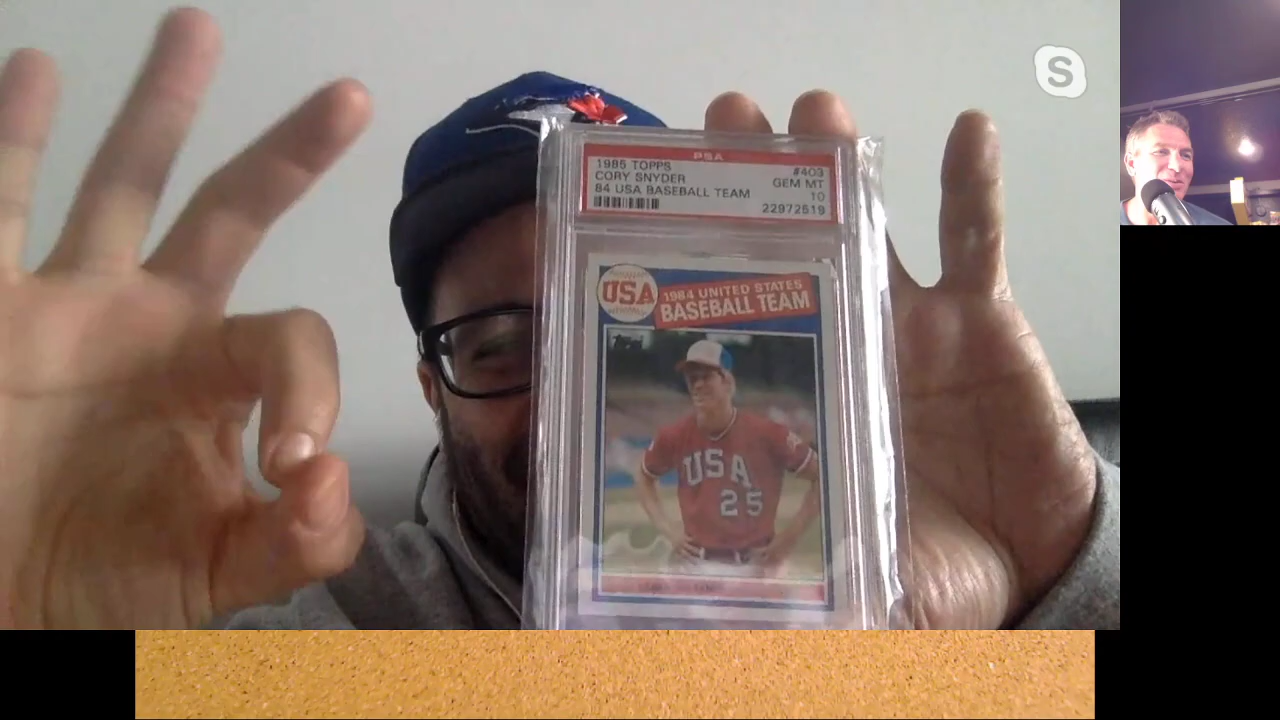 PSA
1985 TOPPS #403
CORY SNYDER GEM MT
84 USA BASEBALL TEAM 10
22972519
USA
1984 UNITED STATES
BASEBALL TEAM
Topps
USA
25
S